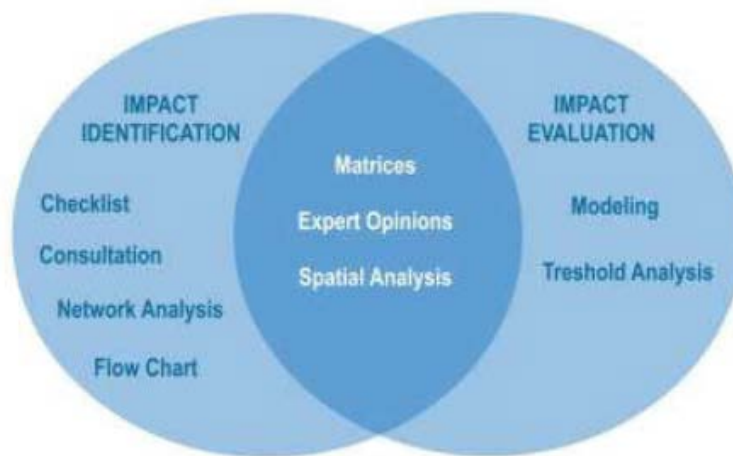 IMPACT
IDENTIFICATION
Checklist
Consultation
Network Analysis
Flow Chart
Matrices
Expert Opinions
Spatial Analysis
IMPACT
EVALUATION
Modeling
Treshold Analysis